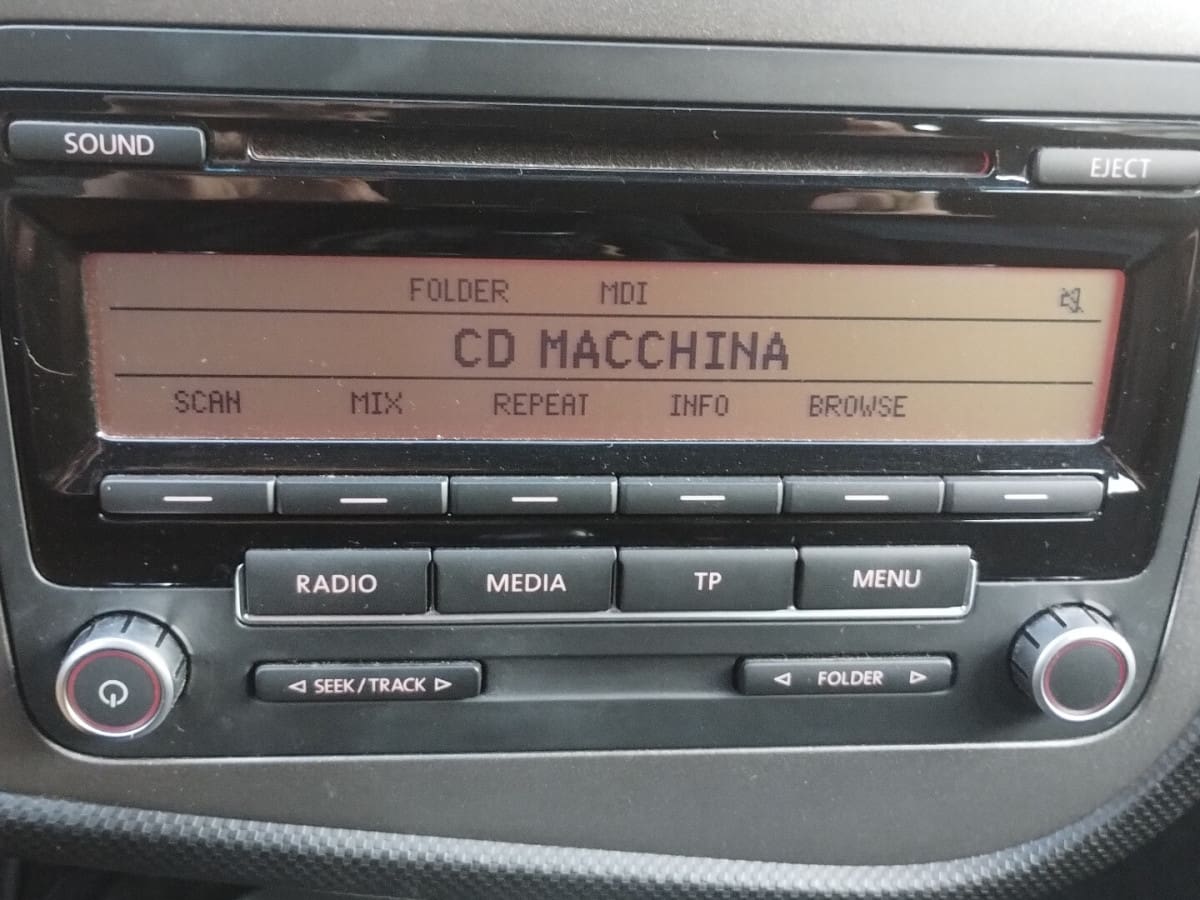 SOUND EJECT
FOLDER MDI
CD MACCHINA
SCAN MIX REPEAT INFO BROWSE
RADIO MEDIA TP MENU
SEEK/TRACK FOLDER